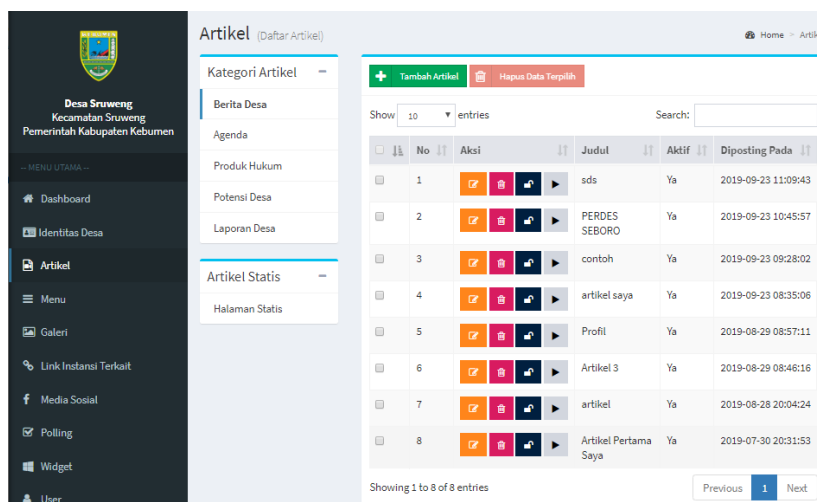 Desa Sruweng
Kecamatan Sruweng
Pemerintah Kabupaten Kebumen
-- MENU UTAMA --
Dashboard
Identitas Desa
Artikel
Menu
Galeri
Link Instansi Terkait
Media Sosial
Polling
Widget
User
Artikel (Daftar Artikel)
Home > Artik
Kategori Artikel
Berita Desa
Agenda
Produk Hukum
Potensi Desa
Laporan Desa
Artikel Statis
Halaman Statis
Tambah Artikel Hapus Data Terpilih
Show 10 entries Search:
No Aksi Judul Aktif Diposting Pada
1 sds Ya 2019-09-23 11:09:43
2 PERDES SEBORO Ya 2019-09-23 10:45:57
3 contoh Ya 2019-09-23 09:28:02
4 artikel saya Ya 2019-09-23 08:35:06
5 Profil Ya 2019-08-29 08:57:11
6 Artikel 3 Ya 2019-08-29 08:46:16
7 artikel Ya 2019-08-28 20:04:24
8 Artikel Pertama Saya Ya 2019-07-30 20:31:53
Showing 1 to 8 of 8 entries Previous 1 Next